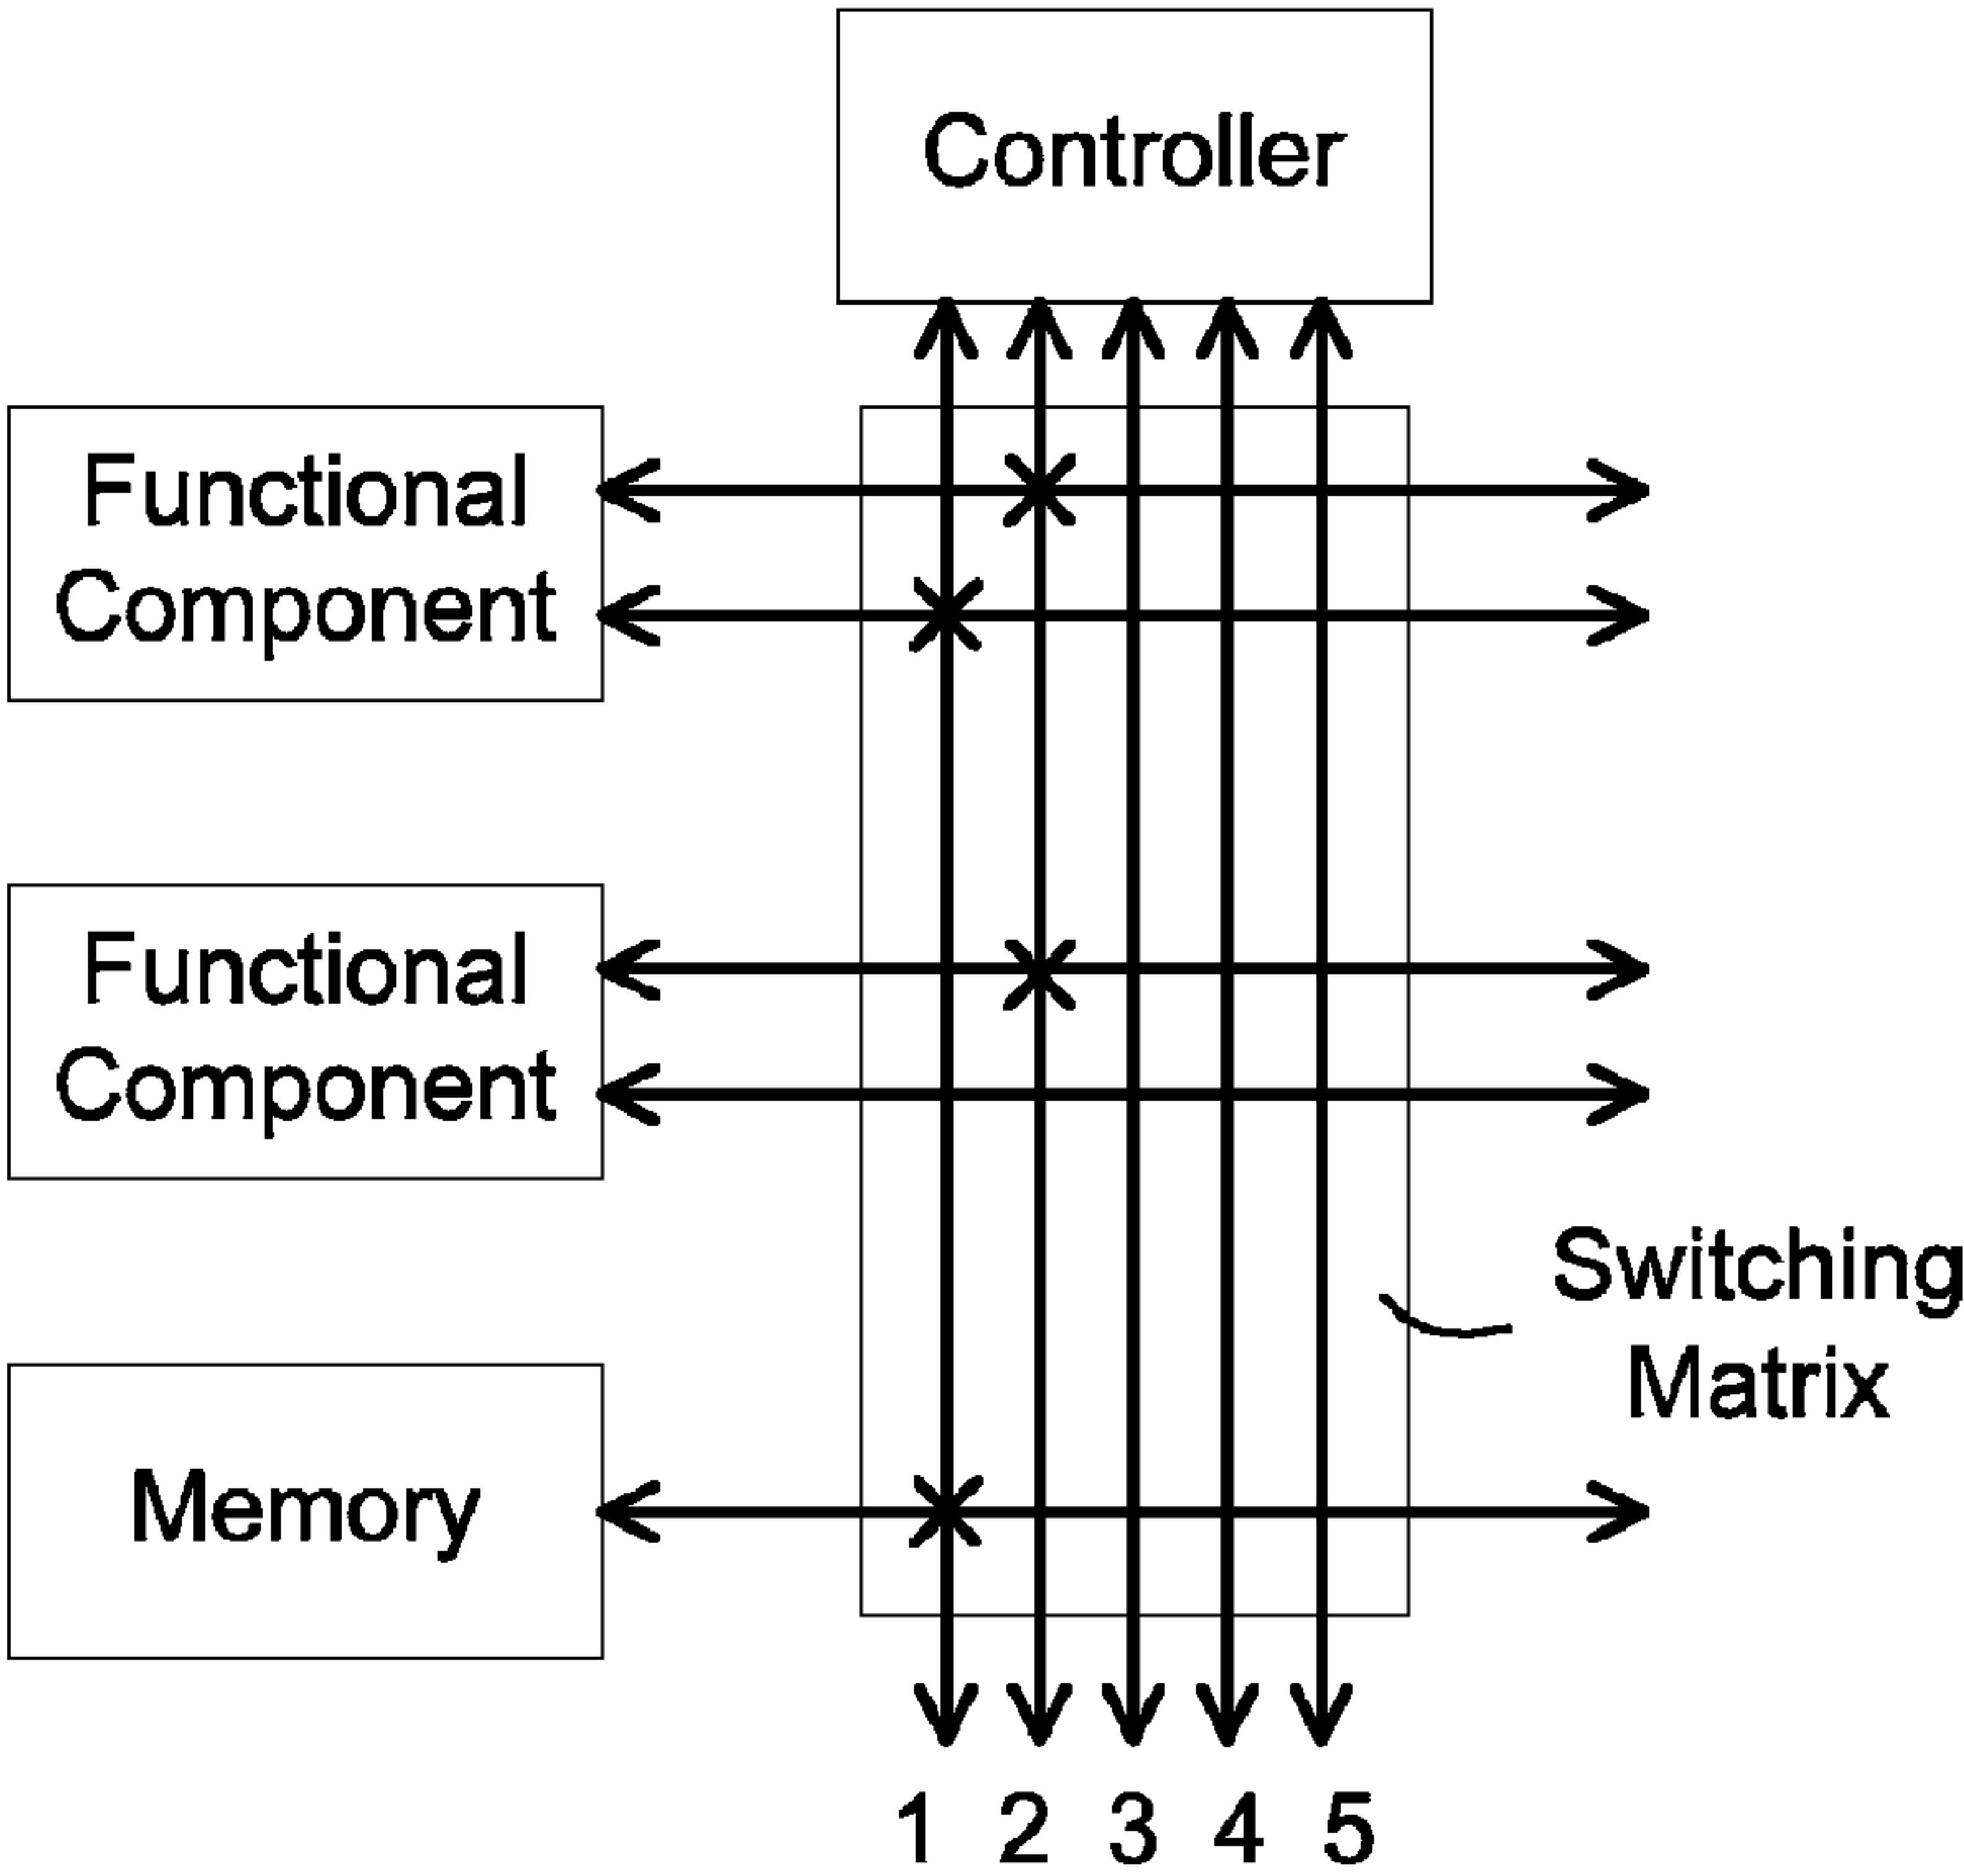 Controller
Functional
Component
Functional
Component
Switching
Matrix
Memory
1 2 3 4 5